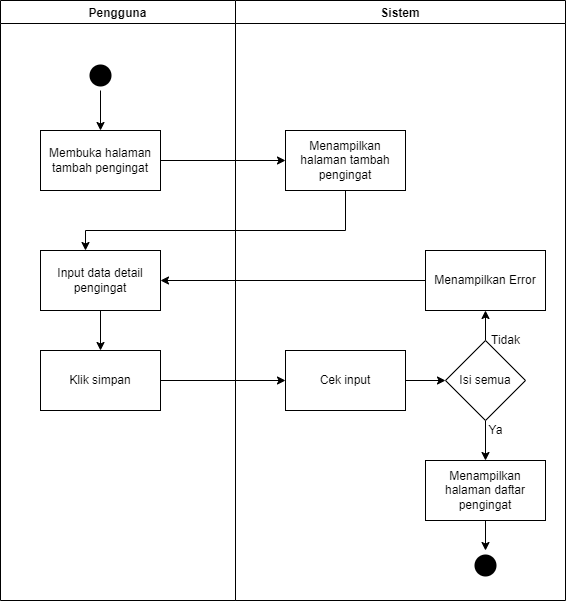 Pengguna
Sistem
Membuka halaman
tambah pengingat
Menampilkan
halaman tambah
pengingat
Input data detail
pengingat
Menampilkan Error
Tidak
Klik simpan
Cek input
Isi semua
Ya
Menampilkan
halaman daftar
pengingat